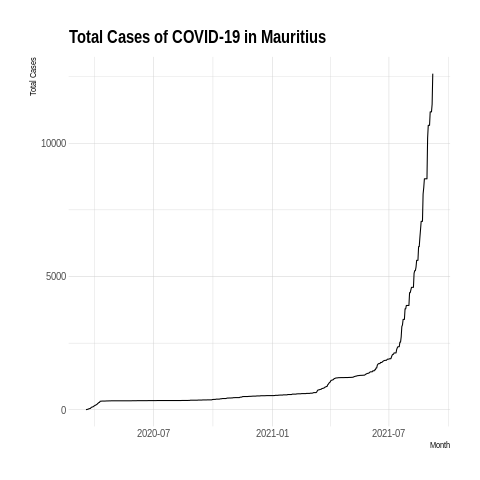 Total Cases of COVID-19 in Mauritius
Total Cases
10000
5000
0
2020-07
2021-01
2021-07
Month